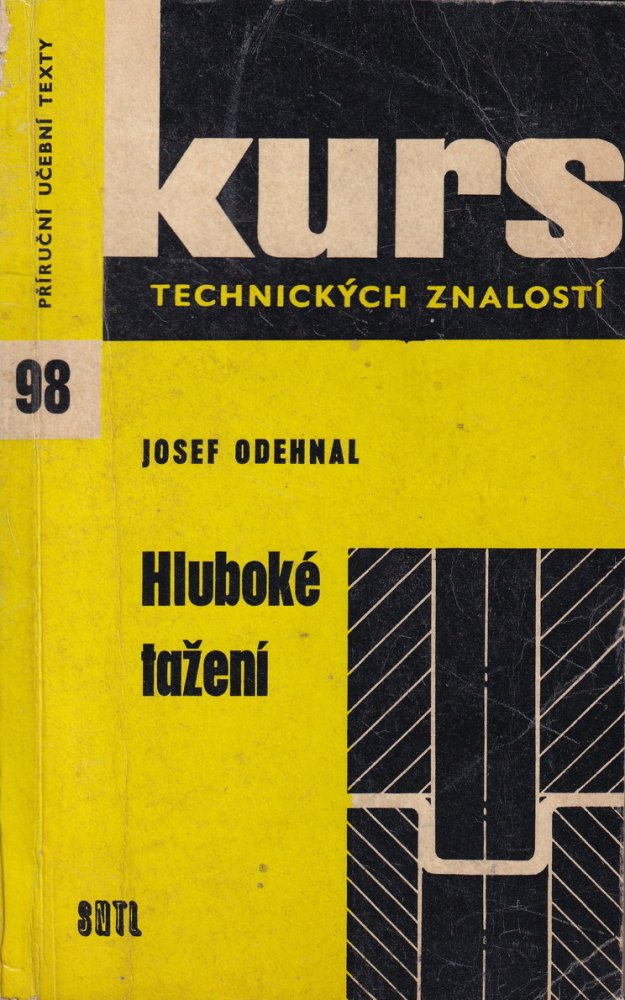 PŘÍRUČNÍ UČEBNÍ TEXTY
kurs
TECHNICKÝCH ZNALOSTÍ
98
JOSEF ODEHNAL
Hluboké
tažení
SNTL